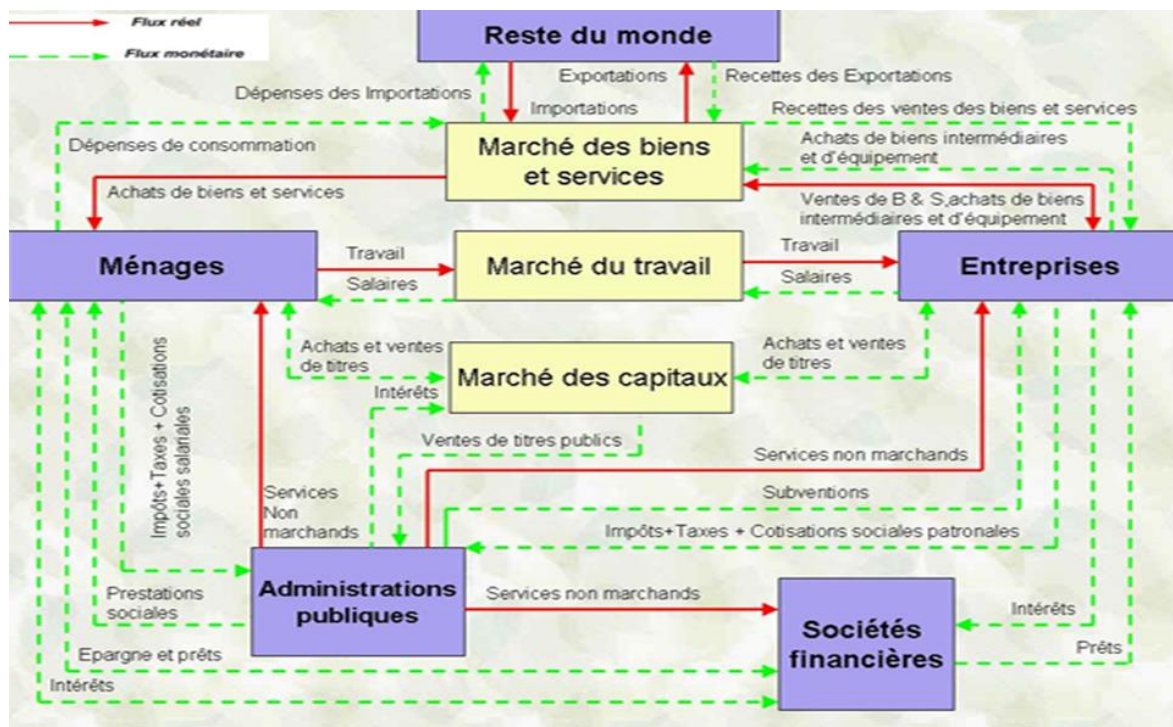 Flux réel
Flux monétaire
Reste du monde
Exportations
Recettes des Exportations
Dépenses des Importations
Importations
Recettes des ventes des biens et services
Dépenses de consommation
Marché des biens
et services
Achats de biens intermédiaires
et d'équipement
Achats de biens et services
Ventes de B & S,achats de biens
intermédiaires et d'équipement
Ménages
Travail
Salaires
Marché du travail
Travail
Salaires
Entreprises
Achats et ventes
de titres
Marché des capitaux
Achats et ventes
de titres
Intérêts
Ventes de titres publics
Impôts+Taxes + Cotisations
sociales salariales
Services
Non
marchands
Services non marchands
Subventions
Impôts+Taxes + Cotisations sociales patronales
Administrations
publiques
Prestations
sociales
Services non marchands
Sociétés
financières
Intérêts
Prêts
Epargne et prêts
Intérêts